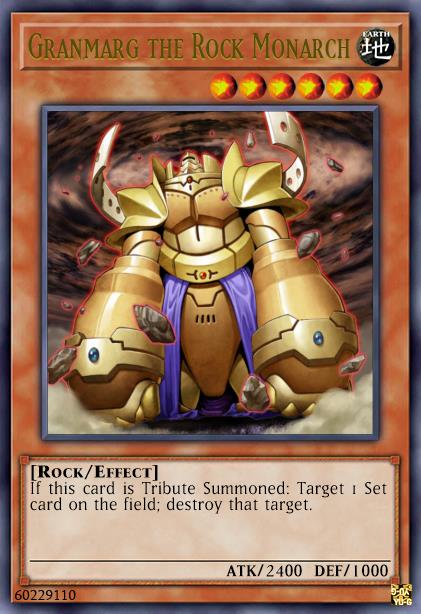 GRANMARG THE ROCK MONARCH
EARTH
地
[ROCK/EFFECT]
If this card is Tribute Summoned: Target 1 Set
card on the field; destroy that target.
ATK/2400 DEF/1000
60229110